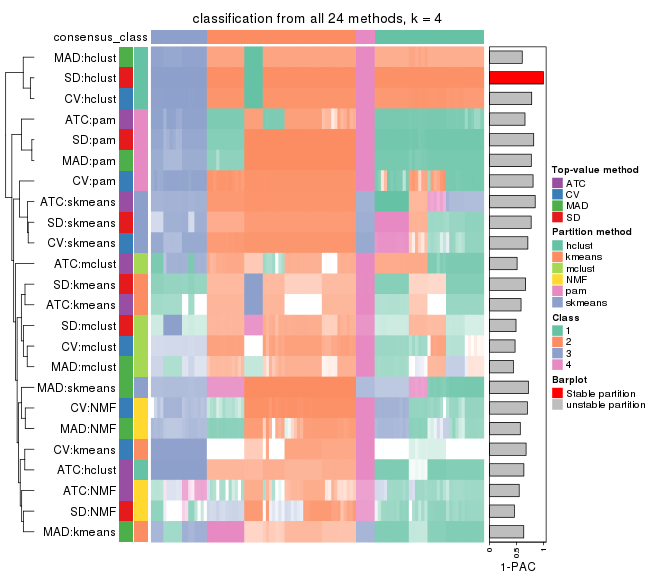 classification from all 24 methods, k = 4
consensus_class
MAD:hclust
SD:hclust
CV:hclust
ATC:pam
SD:pam
MAD:pam
CV:pam
ATC:skmeans
SD:skmeans
CV:skmeans
ATC:mclust
SD:kmeans
ATC:kmeans
SD:mclust
CV:mclust
MAD:mclust
MAD:skmeans
CV:NMF
MAD:NMF
CV:kmeans
ATC:hclust
ATC:NMF
SD:NMF
MAD:kmeans
0
0.5
1
1-PAC
Top-value method
ATC
CV
MAD
SD
Partition method
hclust
kmeans
mclust
NMF
pam
skmeans
Class
1
2
3
4
Barplot
Stable partition
unstable partition